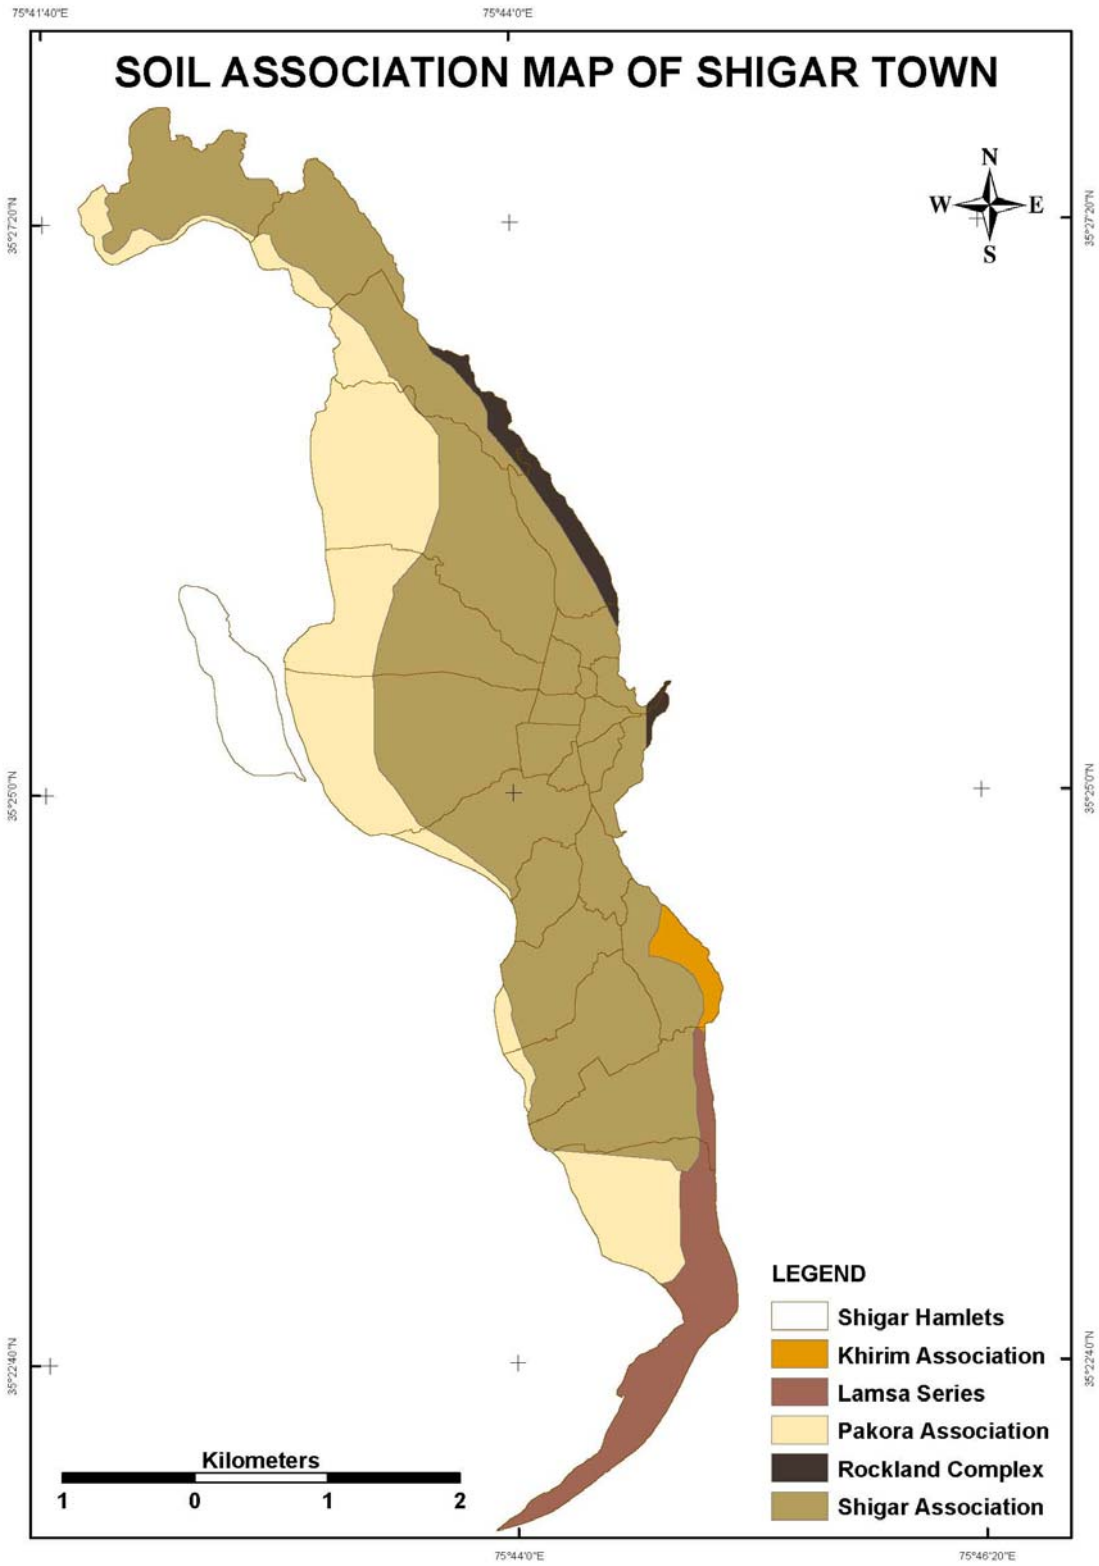 75°41'40"E
75°44'0"E
SOIL ASSOCIATION MAP OF SHIGAR TOWN
N
W E
S
35°27'20"N
35°27'20"N
35°25'0"N
35°25'0"N
LEGEND
Shigar Hamlets
Khirim Association
Lamsa Series
Pakora Association
Rockland Complex
Shigar Association
35°22'40"N
35°22'40"N
Kilometers
1 0 1 2
75°44'0"E
75°46'20"E